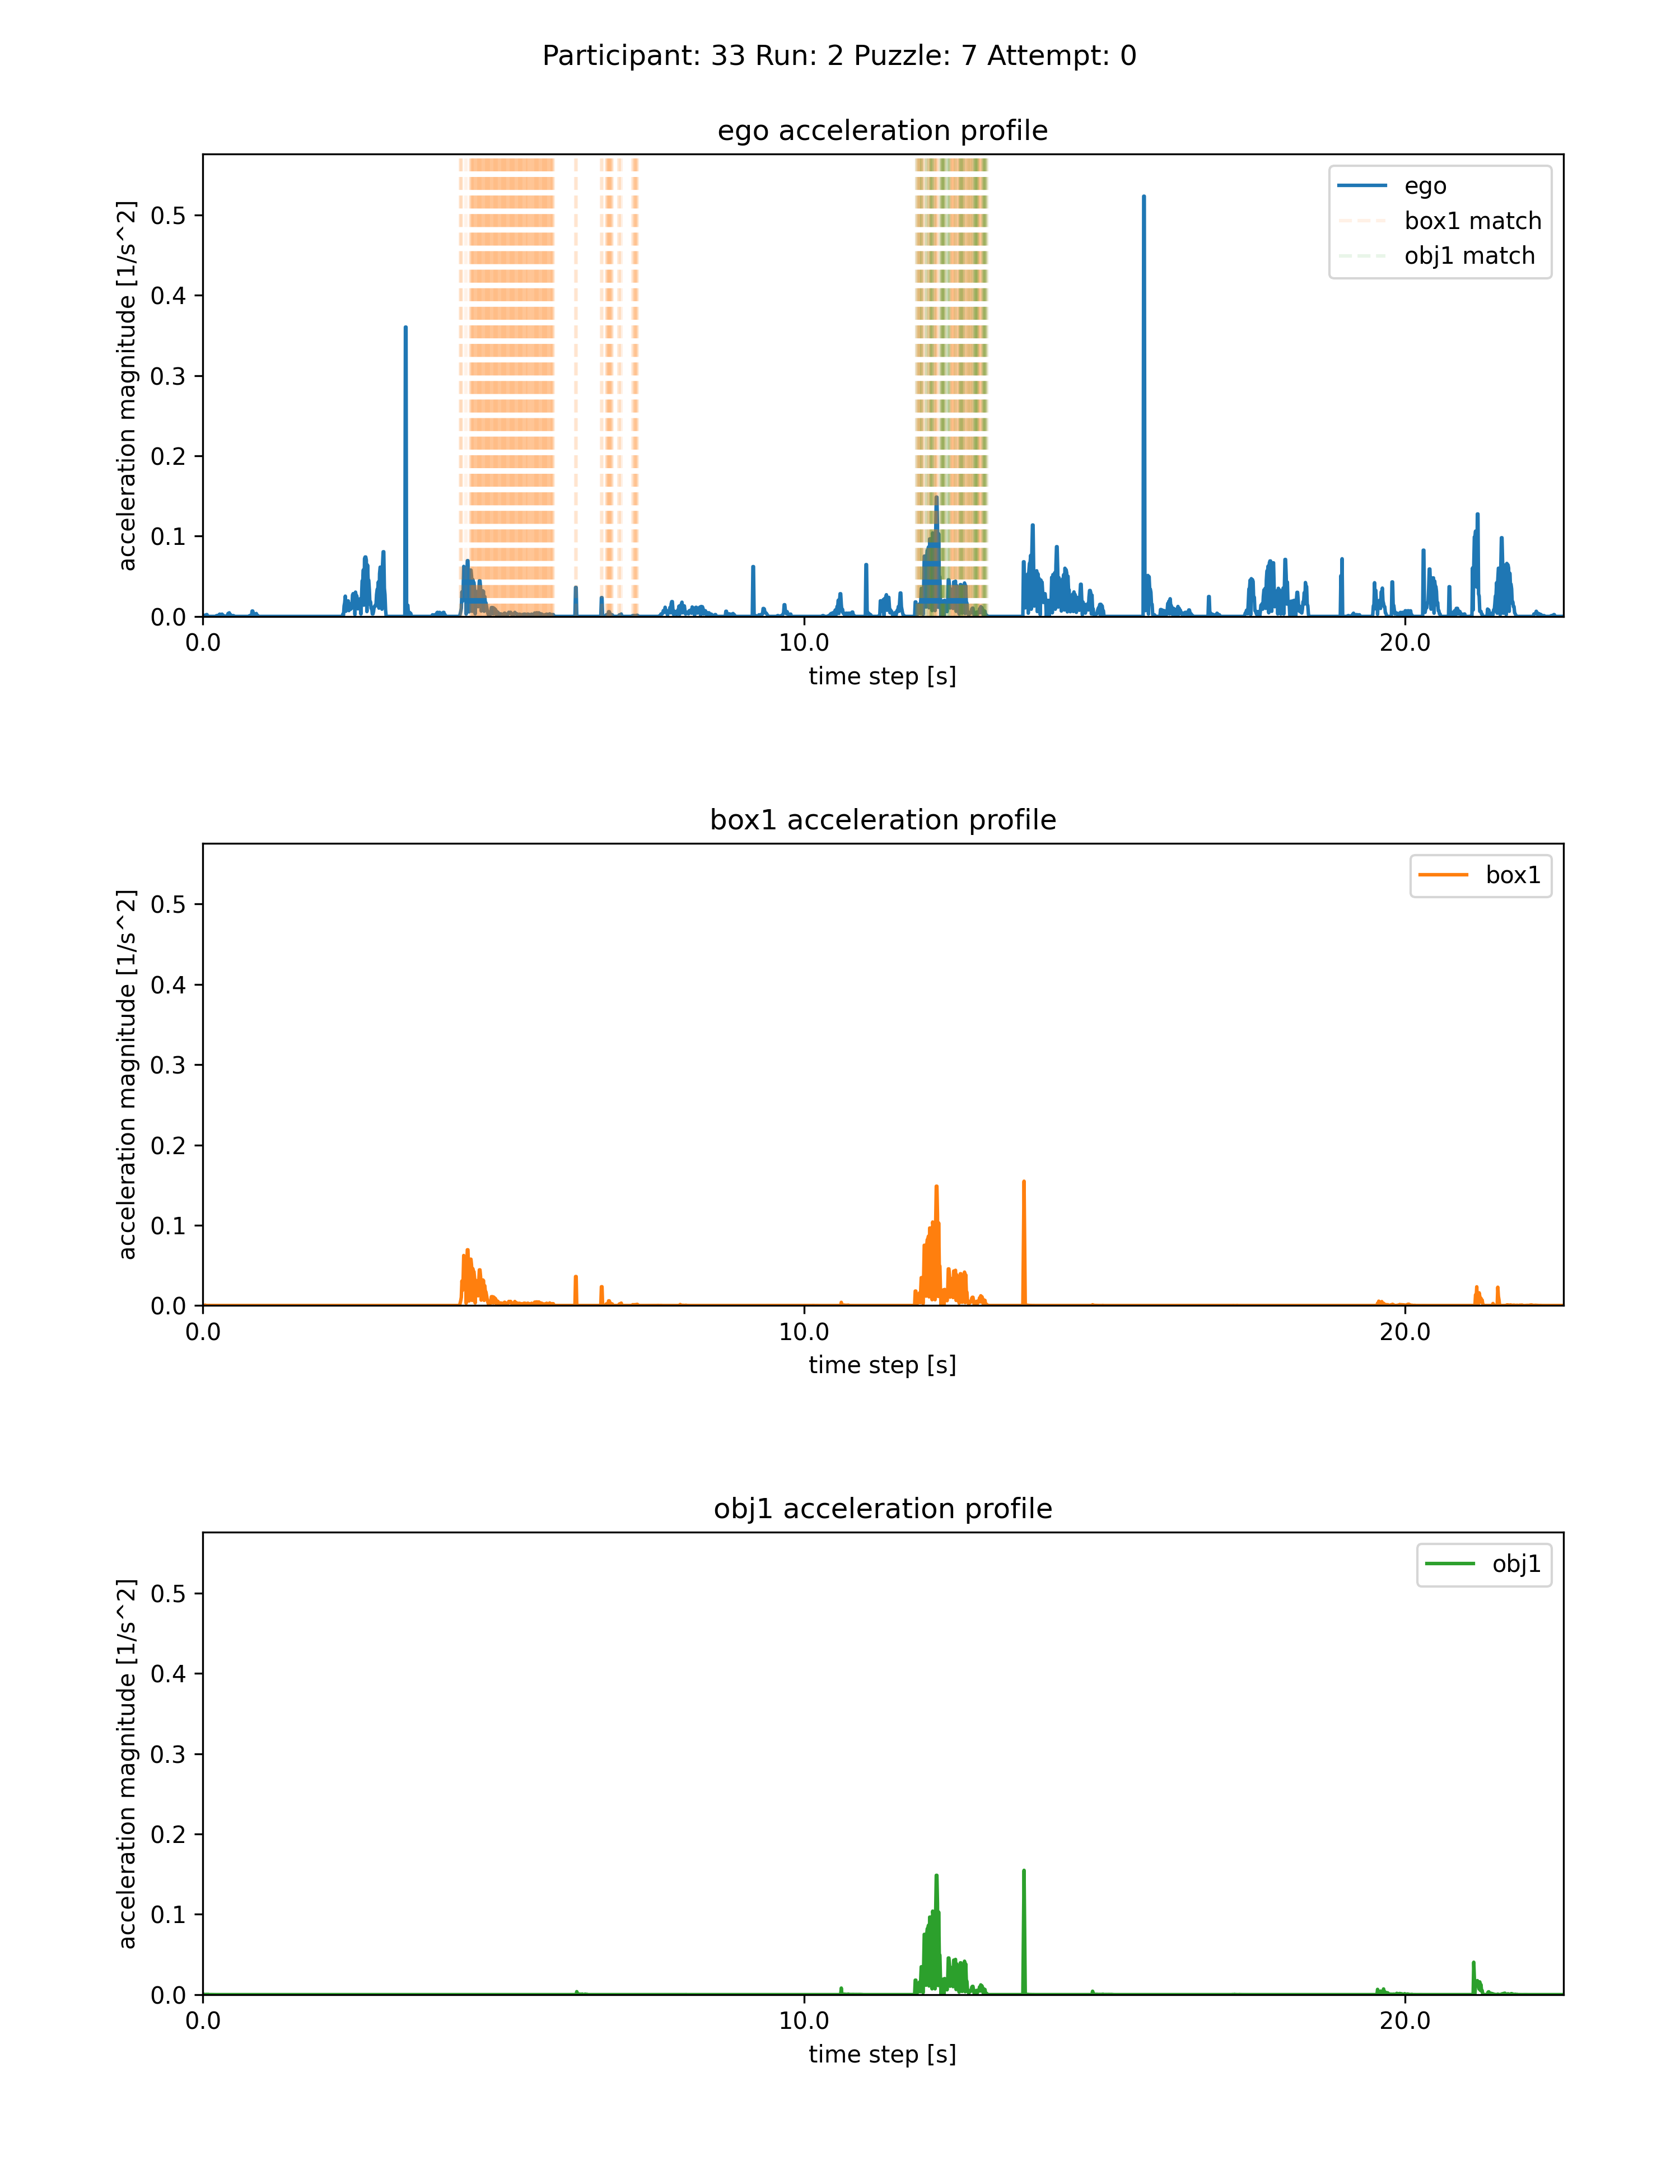 Participant: 33 Run: 2 Puzzle: 7 Attempt: 0
ego acceleration profile
acceleration magnitude [1/s^2]
0.5
0.4
0.3
0.2
0.1
0.0
ego
box1 match
obj1 match
0.0 10.0 20.0
time step [s]
box1 acceleration profile
acceleration magnitude [1/s^2]
0.5
0.4
0.3
0.2
0.1
0.0
box1
0.0 10.0 20.0
time step [s]
obj1 acceleration profile
acceleration magnitude [1/s^2]
0.5
0.4
0.3
0.2
0.1
0.0
obj1
0.0 10.0 20.0
time step [s]